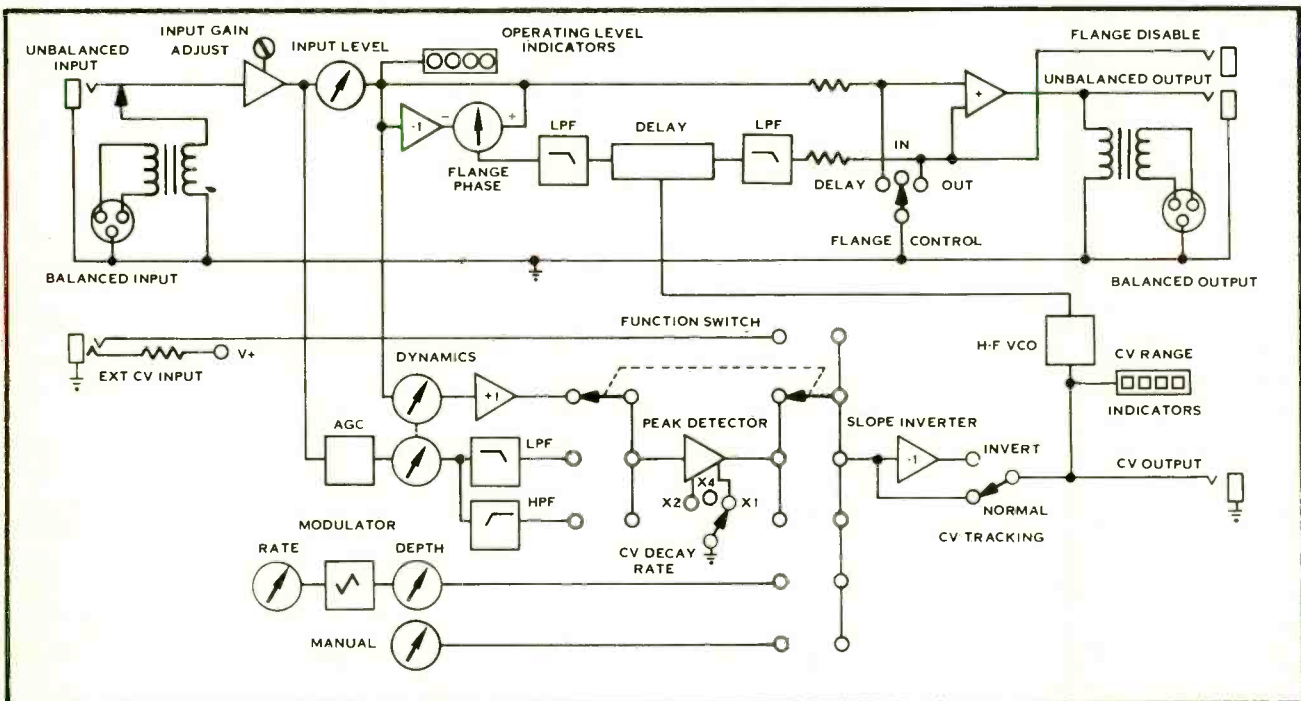 INPUT GAIN
ADJUST
UNBALANCED
INPUT
INPUT LEVEL
OPERATING LEVEL
INDICATORS
FLANGE DISABLE
UNBALANCED OUTPUT
-1
-
+
FLANGE
PHASE
LPF
DELAY
LPF
+
IN
DELAY
OUT
FLANGE CONTROL
BALANCED INPUT
BALANCED OUTPUT
EXT CV INPUT
V+
FUNCTION SWITCH
H-F VCO
CV RANGE
INDICATORS
DYNAMICS
+1
AGC
LPF
HPF
PEAK DETECTOR
X2
X4
X1
CV DECAY
RATE
SLOPE INVERTER
-1
INVERT
NORMAL
CV TRACKING
CV OUTPUT
MODULATOR
RATE
DEPTH
MANUAL